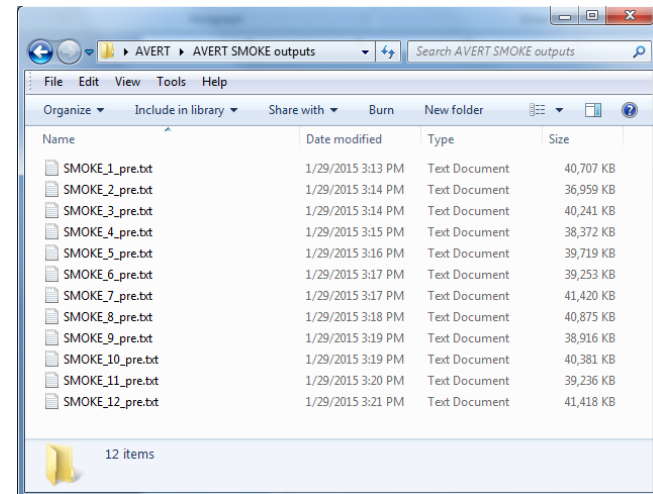 AVERT ▸ AVERT SMOKE outputs Search AVERT SMOKE outputs
File Edit View Tools Help
Organize Include in library Share with Burn New folder
Name Date modified Type Size
SMOKE_1_pre.txt 1/29/2015 3:13 PM Text Document 40,707 KB
SMOKE_2_pre.txt 1/29/2015 3:14 PM Text Document 36,959 KB
SMOKE_3_pre.txt 1/29/2015 3:14 PM Text Document 40,241 KB
SMOKE_4_pre.txt 1/29/2015 3:15 PM Text Document 38,372 KB
SMOKE_5_pre.txt 1/29/2015 3:16 PM Text Document 39,719 KB
SMOKE_6_pre.txt 1/29/2015 3:17 PM Text Document 39,253 KB
SMOKE_7_pre.txt 1/29/2015 3:17 PM Text Document 41,420 KB
SMOKE_8_pre.txt 1/29/2015 3:18 PM Text Document 40,875 KB
SMOKE_9_pre.txt 1/29/2015 3:19 PM Text Document 38,916 KB
SMOKE_10_pre.txt 1/29/2015 3:19 PM Text Document 40,381 KB
SMOKE_11_pre.txt 1/29/2015 3:20 PM Text Document 39,236 KB
SMOKE_12_pre.txt 1/29/2015 3:21 PM Text Document 41,418 KB
12 items